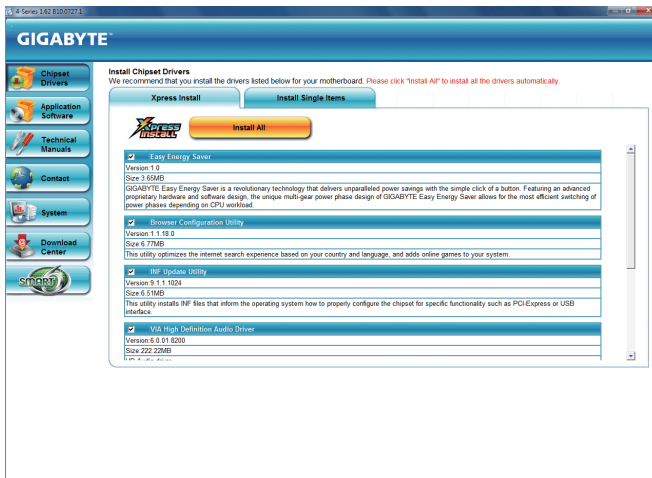 4-Series 1.62 B10.0727.1
GIGABYTE™
Chipset
Drivers
Application
Software
Technical
Manuals
Contact
System
Download
Center
SMART
Install Chipset Drivers
We recommend that you install the drivers listed below for your motherboard. Please click "Install All" to install all the drivers automatically.
Xpress Install
Install Single Items
Xpress
Install
Install All
Easy Energy Saver
Version:1.0
Size:3.65MB
GIGABYTE Easy Energy Saver is a revolutionary technology that delivers unparalleled power savings with the simple click of a button. Featuring an advanced
proprietary hardware and software design, the unique multi-gear power phase design of GIGABYTE Easy Energy Saver allows for the most efficient switching of
power phases depending on CPU workload.
Browser Configuration Utility
Version:1.1.18.0
Size:6.77MB
This utility optimizes the internet search experience based on your country and language, and adds online games to your system.
INF Update Utility
Version:9.1.1.1024
Size:6.51MB
This utility installs INF files that inform the operating system how to properly configure the chipset for specific functionality such as PCI-Express or USB
interface.
VIA High Definition Audio Driver
Version:6.0.01.8200
Size:222.22MB
HD Audio driver